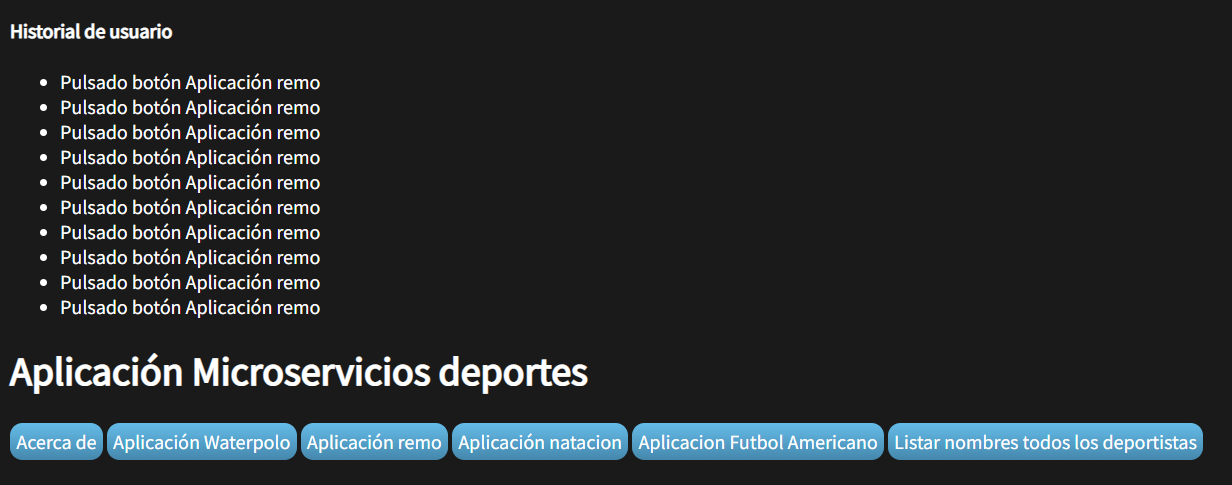 Historial de usuario
Pulsado botón Aplicación remo
Pulsado botón Aplicación remo
Pulsado botón Aplicación remo
Pulsado botón Aplicación remo
Pulsado botón Aplicación remo
Pulsado botón Aplicación remo
Pulsado botón Aplicación remo
Pulsado botón Aplicación remo
Pulsado botón Aplicación remo
Pulsado botón Aplicación remo
Aplicación Microservicios deportes
Acerca de Aplicación Waterpolo Aplicación remo Aplicación natacion Aplicacion Futbol Americano Listar nombres todos los deportistas